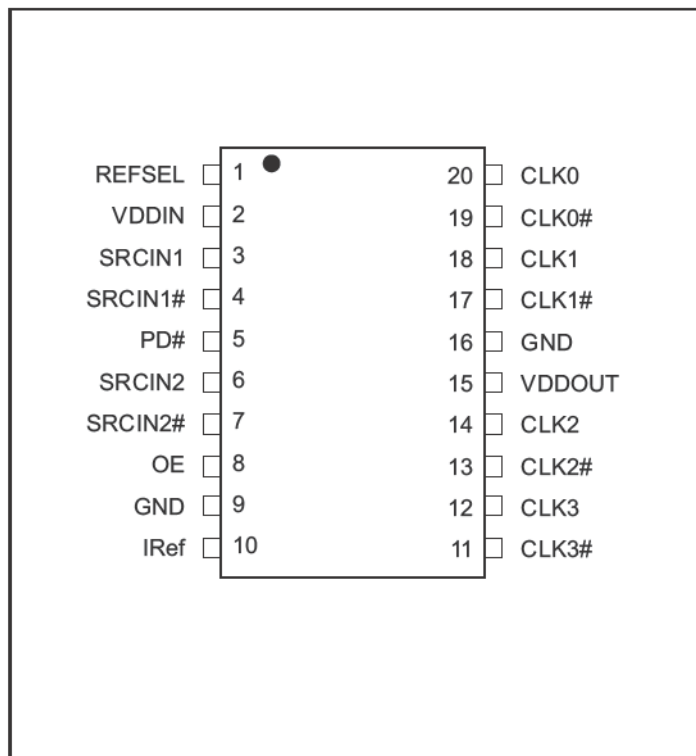 REFSEL 1 20 CLK0
VDDIN 2 19 CLK0#
SRCIN1 3 18 CLK1
SRCIN1# 4 17 CLK1#
PD# 5 16 GND
SRCIN2 6 15 VDDOUT
SRCIN2# 7 14 CLK2
OE 8 13 CLK2#
GND 9 12 CLK3
IRef 10 11 CLK3#